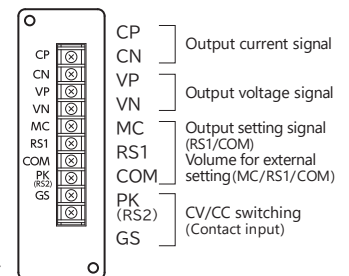 CP
CN
VP
VN
MC
RS1
COM
PK
(RS2)
GS
CP
CN
Output current signal
VP
VN
Output voltage signal
MC
RS1
COM
Output setting signal
(RS1/COM)
Volume for external
setting(MC/RS1/COM)
PK
(RS2)
GS
CV/CC switching
(Contact input)